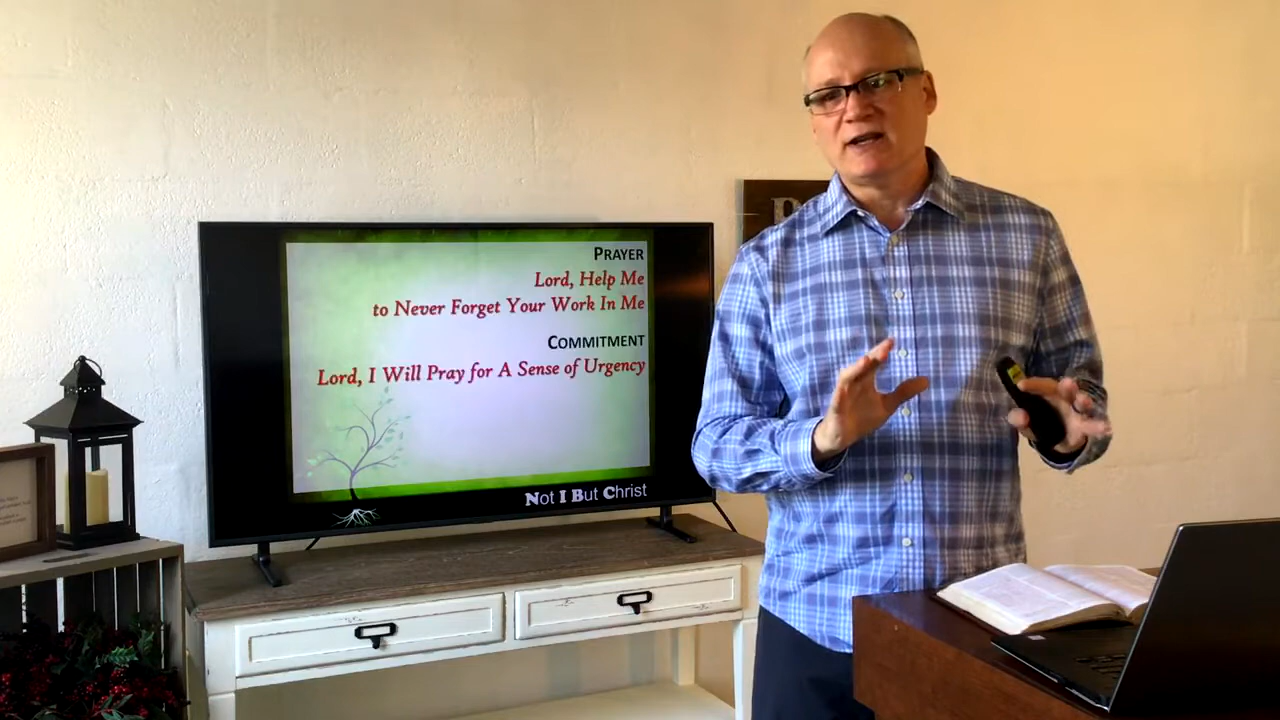 PRAYER
Lord, Help Me
to Never Forget Your Work In Me
COMMITMENT
Lord, I Will Pray for A Sense of Urgency
Not I But Christ